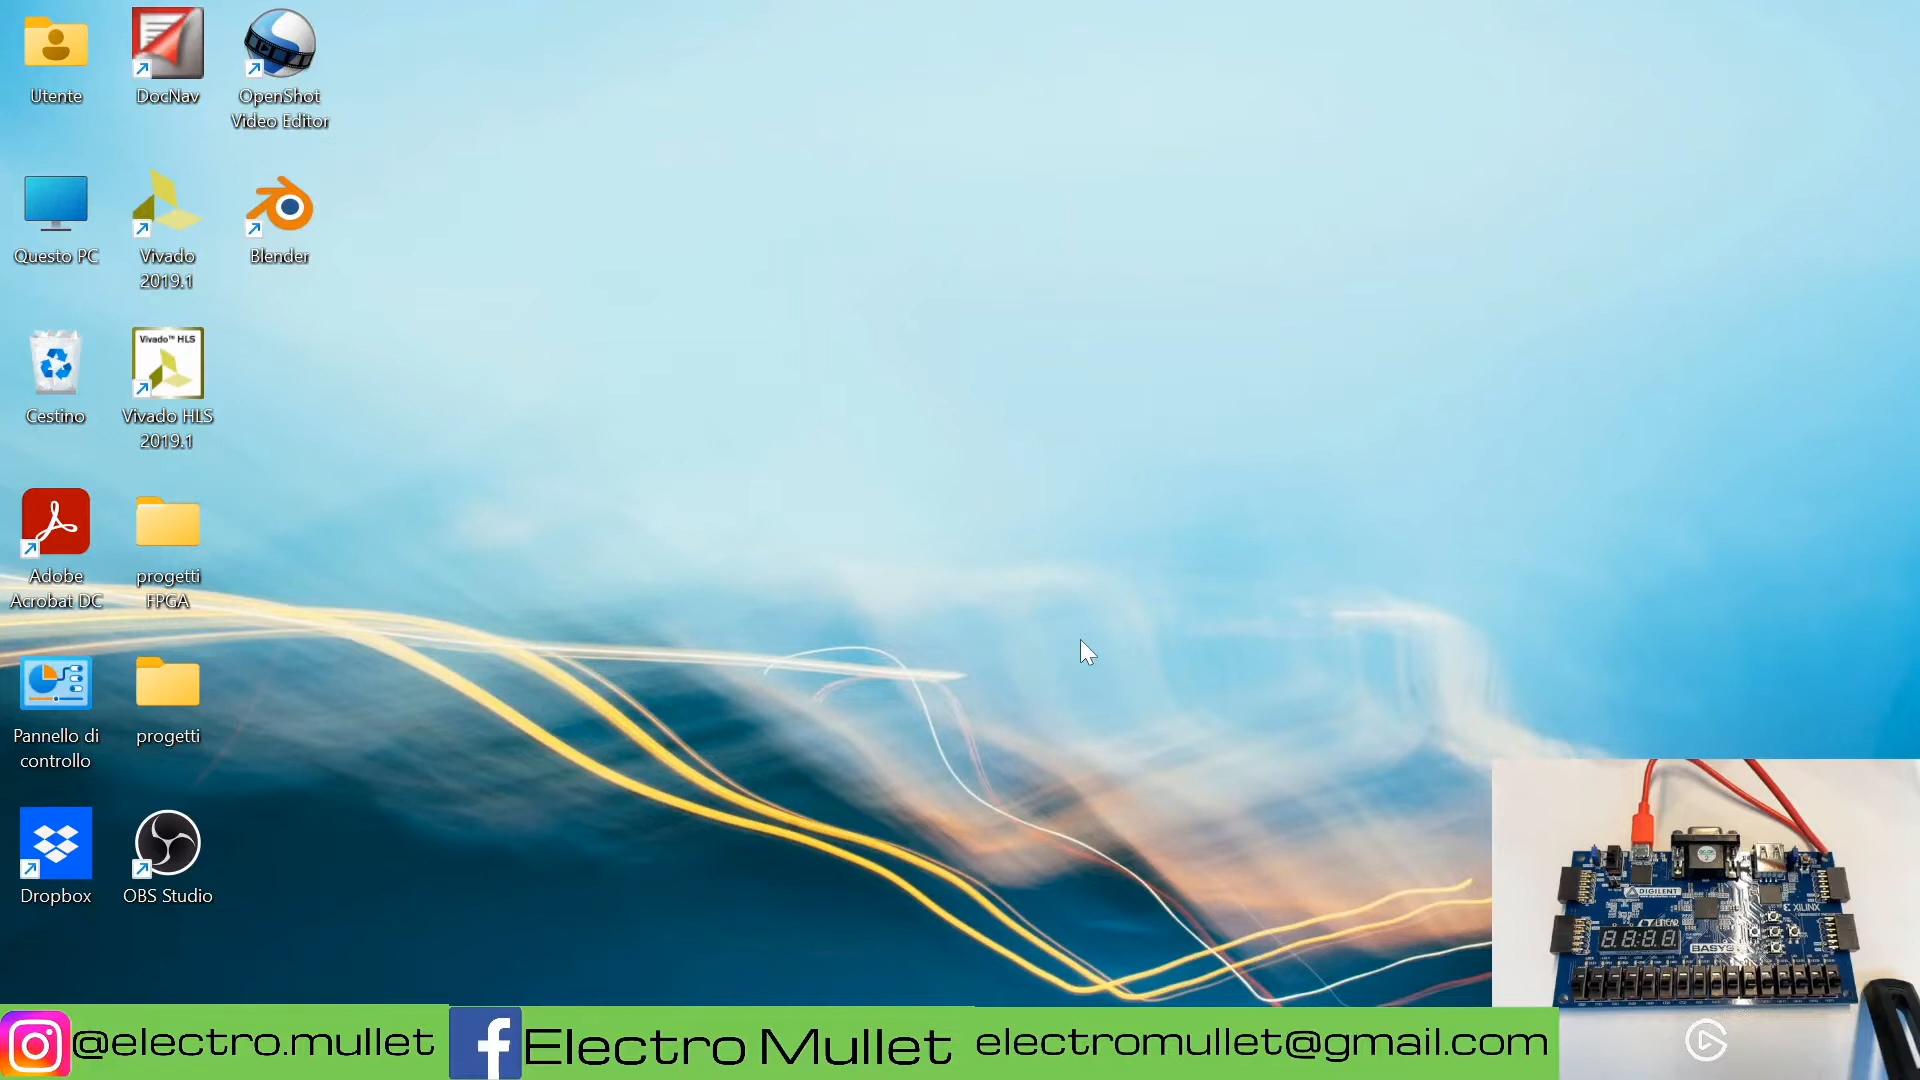 Utente
DocNav
OpenShot
Video Editor
Questo PC
Vivado
2019.1
Blender
Cestino
Vivado™ HLS
Vivado HLS
2019.1
Adobe
Acrobat DC
progetti
FPGA
Pannello di
controllo
progetti
Dropbox
OBS Studio
DIGILENT
XILINX
LINEAR
BASYS
@electro.mullet
Electro Mullet
electromullet@gmail.com